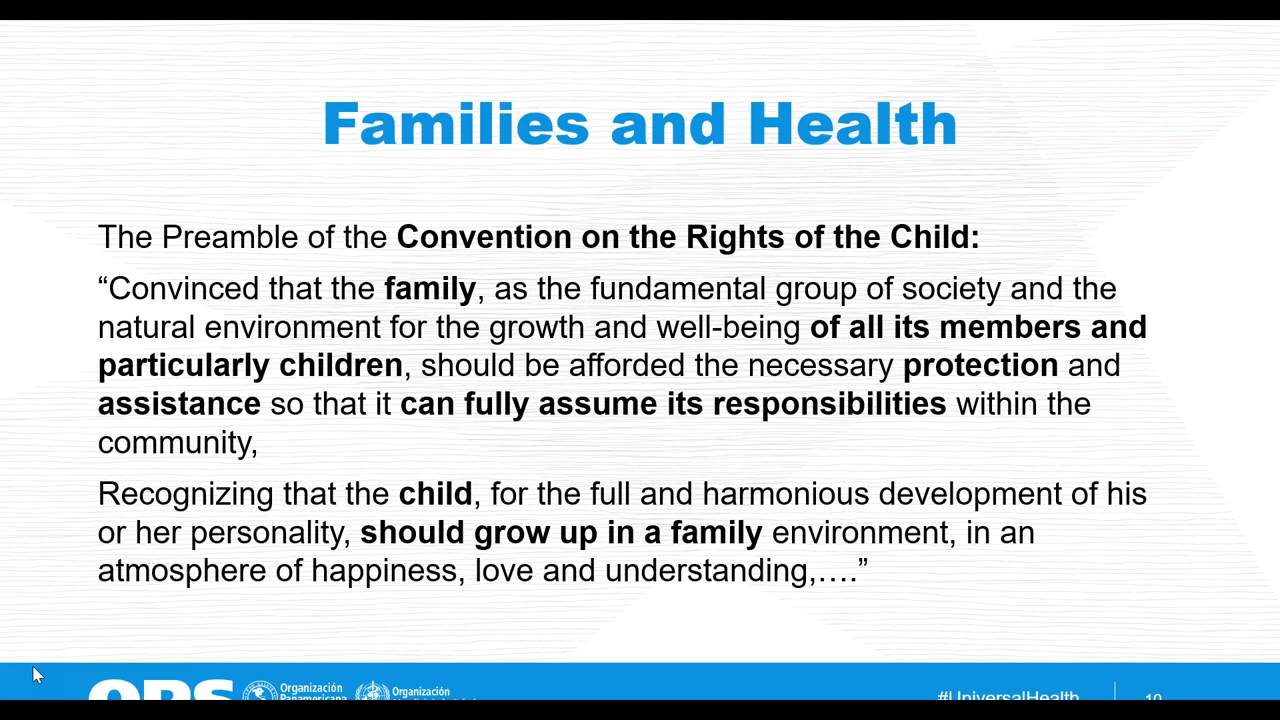 Families and Health
The Preamble of the Convention on the Rights of the Child:
“Convinced that the family, as the fundamental group of society and the
natural environment for the growth and well-being of all its members and
particularly children, should be afforded the necessary protection and
assistance so that it can fully assume its responsibilities within the
community,
Recognizing that the child, for the full and harmonious development of his
or her personality, should grow up in a family environment, in an
atmosphere of happiness, love and understanding,….”
OPS
Organización
Panamericana
Organización
#UniversalHealth
10